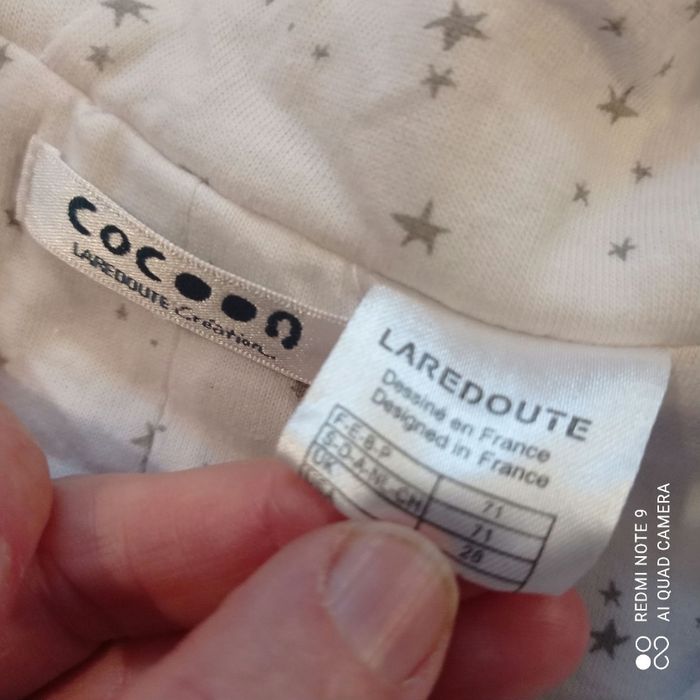 COCOON
LAREDOUTE Création.
LAREDOUTE
Dessiné en France
Designed in France
F.E.B.P 71
S-D-A-NL-CH 71
UK 28
REDMI NOTE 9
AI QUAD CAMERA